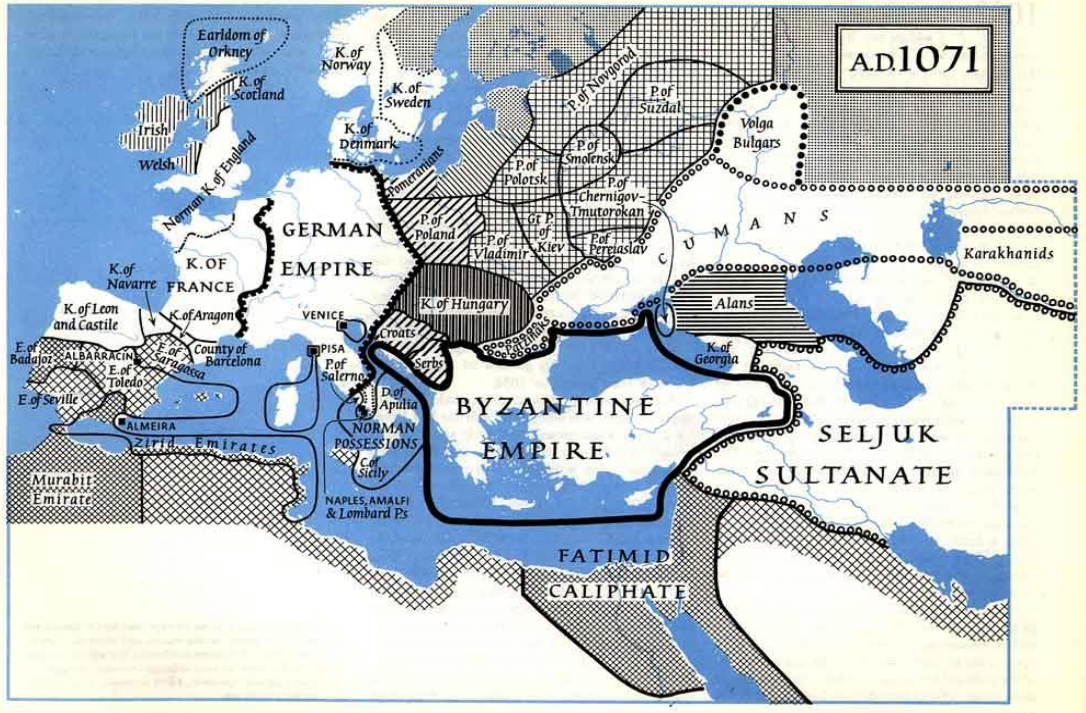 A.D.1071
Earldom of
Orkney
K. of
Norway
K. of
Scotland
K. of
Sweden
Irish
K. of
Denmark
Welsh
Norman K. of England
Pomeranians
P. of Novgorod
P. of
Suzdal
Volga
Bulgars
P. of
Smolensk
P. of
Polotsk
P. of
Chernigov-
Tmutorokan
P. of
Poland
P. of
Vladimir
Gt P.
of
Kiev
P. of
Pereiaslav
CUMANS
Karakhanids
GERMAN
EMPIRE
K. OF
FRANCE
K. of
Navarre
K. of Hungary
Alans
K. of Leon
and Castile
K. of Aragon
VENICE
Croats
Patzinaks
Serbs
K. of
Georgia
E. of
Badajoz
ALBARRACIN
E. of
Saragassa
County of
Barcelona
PISA
P. of
Salerno
E. of
Toledo
E. of Seville
D. of
Apulia
BYZANTINE
EMPIRE
ALMEIRA
NORMAN
POSSESSIONS
SELJUK
SULTANATE
Zirid Emirates
C. of
Sicily
Murabit
Emirate
NAPLES, AMALFI
& Lombard Ps
FATIMID
CALIPHATE